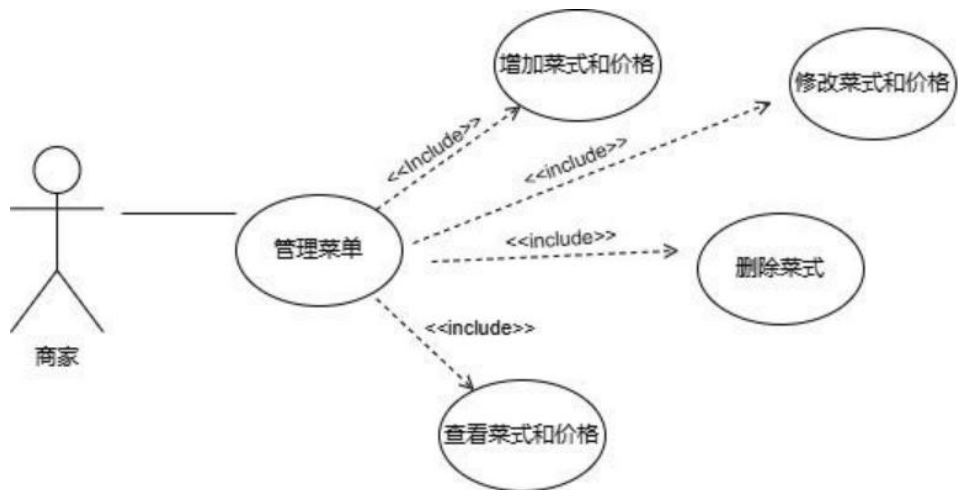 增加菜式和价格
修改菜式和价格
<<Include>>
<<include>>
管理菜单
<<include>>
删除菜式
<<include>>
商家
查看菜式和价格